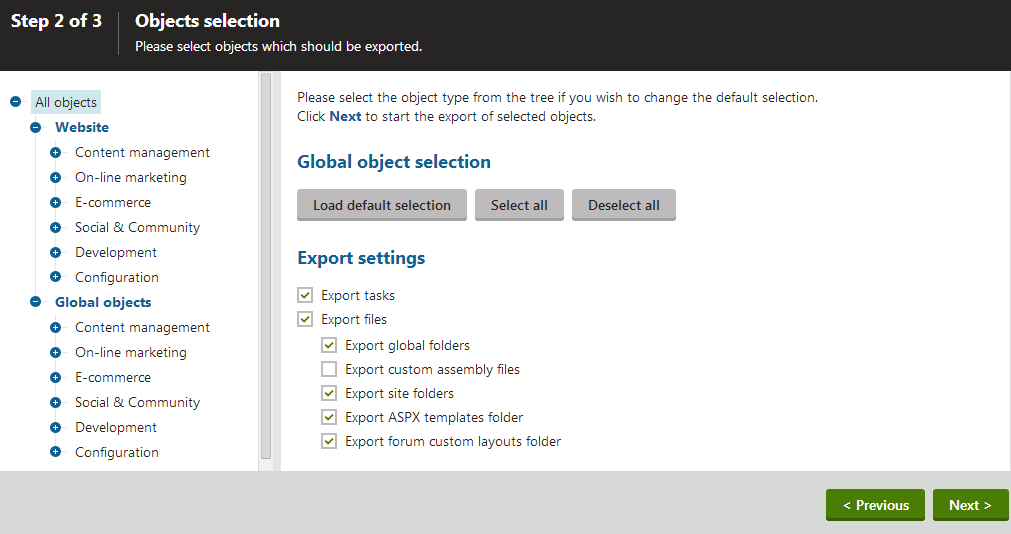 Step 2 of 3
Objects selection
Please select objects which should be exported.
All objects
Website
Content management
On-line marketing
E-commerce
Social & Community
Development
Configuration
Global objects
Content management
On-line marketing
E-commerce
Social & Community
Development
Configuration
Please select the object type from the tree if you wish to change the default selection.
Click Next to start the export of selected objects.
Global object selection
Load default selection Select all Deselect all
Export settings
Export tasks
Export files
Export global folders
Export custom assembly files
Export site folders
Export ASPX templates folder
Export forum custom layouts folder
< Previous Next >